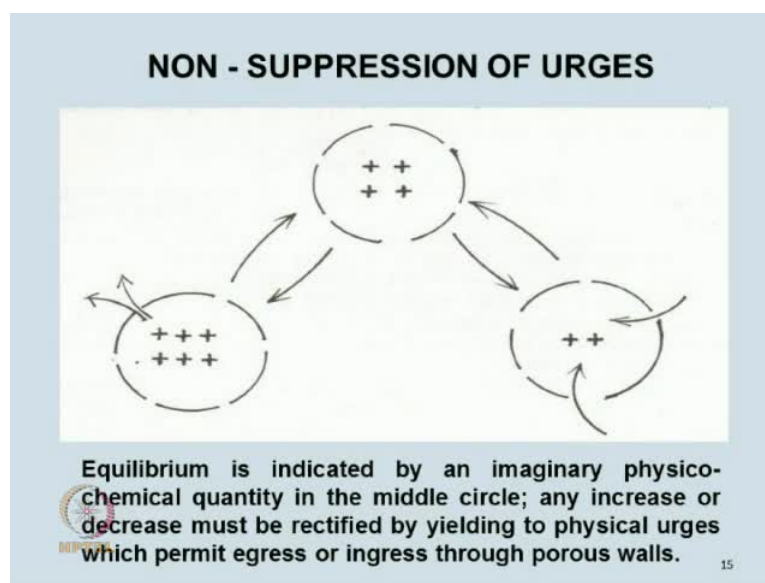 NON - SUPPRESSION OF URGES
+ +
+ +
+ + +
+ + +
+ +
Equilibrium is indicated by an imaginary physico-
chemical quantity in the middle circle; any increase or
decrease must be rectified by yielding to physical urges
which permit egress or ingress through porous walls.
NPTEL
15